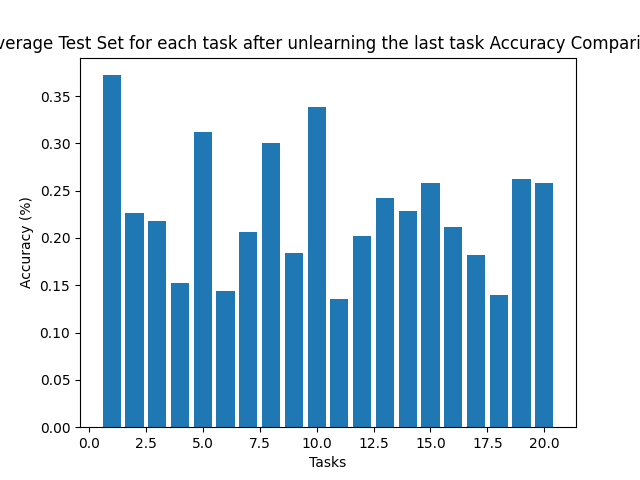 verage Test Set for each task after unlearning the last task Accuracy Compari
0.35
0.30
0.25
0.20
0.15
0.10
0.05
0.00
Accuracy (%)
0.0 2.5 5.0 7.5 10.0 12.5 15.0 17.5 20.0
Tasks